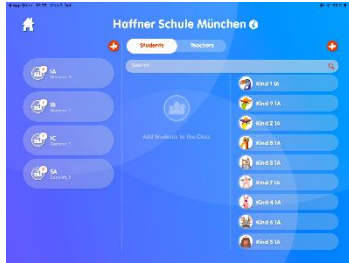 Haffner Schule München
Students Teachers
Search
1A
1B
1C
5A
Add Students to the Class
Kind 1 1A
Kind 9 1A
Kind 2 1A
Kind 8 1A
Kind 3 1A
Kind 7 1A
Kind 4 1A
Kind 6 1A
Kind 5 1A